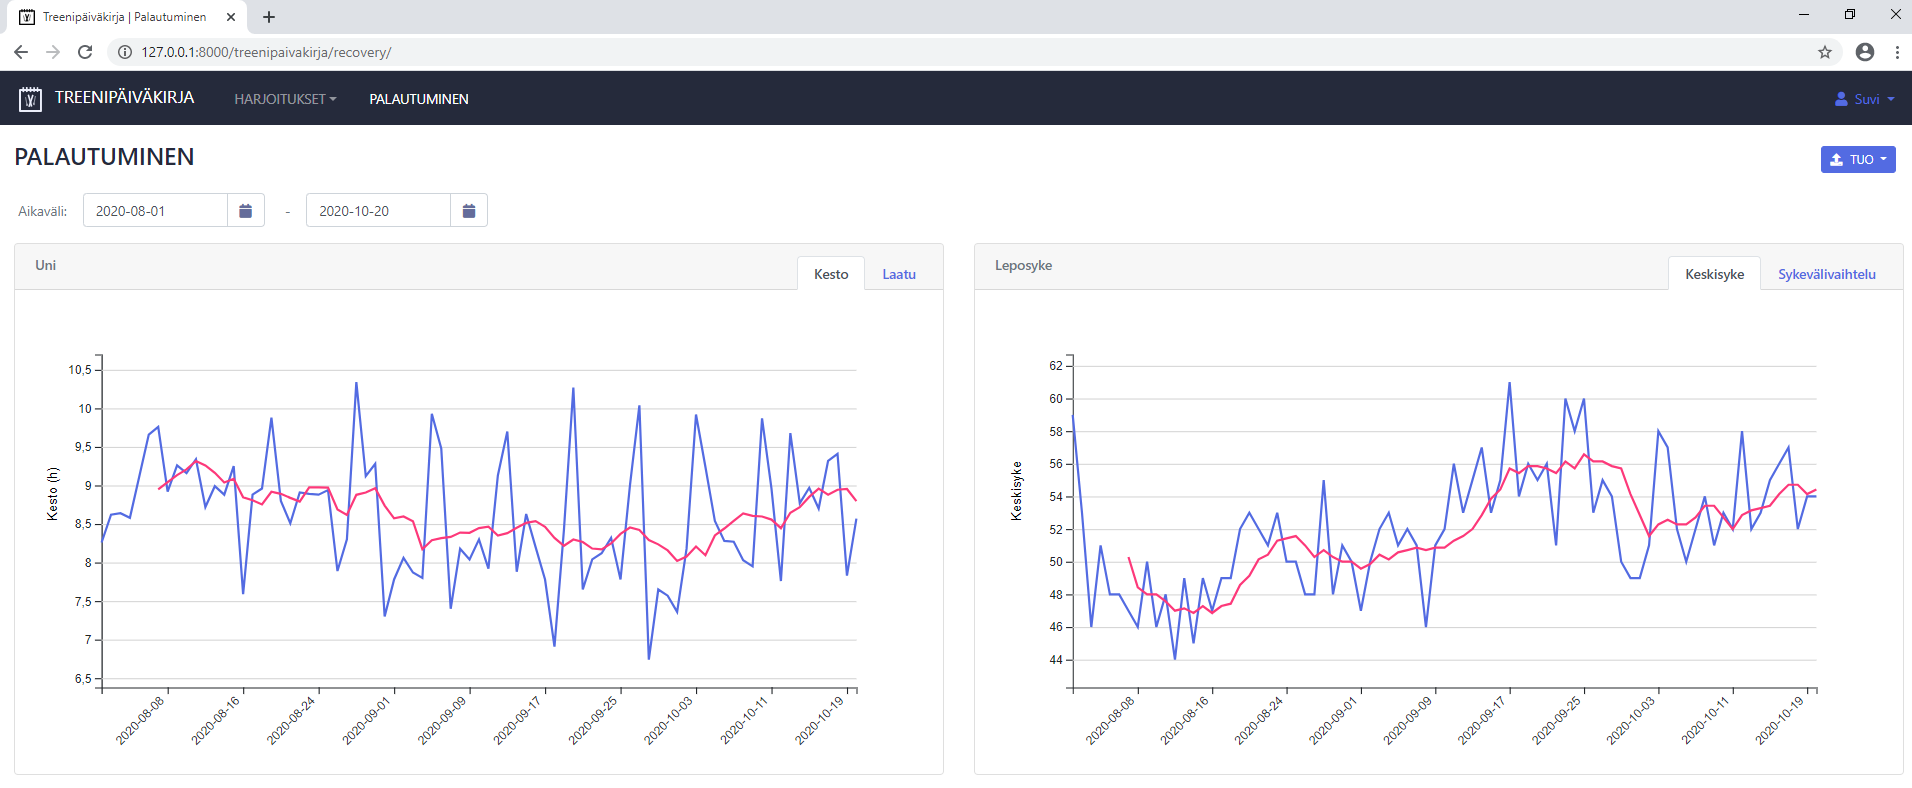 Treenipäiväkirja | Palautuminen
127.0.0.1:8000/treenipaivakirja/recovery/
TREENIPÄIVÄKIRJA HARJOITUKSET PALAUTUMINEN Suvi
PALAUTUMINEN
TUO
Aikaväli: 2020-08-01 - 2020-10-20
Uni
Kesto Laatu
Kesto (h)
10,5
10
9,5
9
8,5
8
7,5
7
6,5
2020-08-08 2020-08-16 2020-08-24 2020-09-01 2020-09-09 2020-09-17 2020-09-25 2020-10-03 2020-10-11 2020-10-19
Leposyke
Keskisyke Sykevälivaihtelu
Keskisyke
62
60
58
56
54
52
50
48
46
44
2020-08-08 2020-08-16 2020-08-24 2020-09-01 2020-09-09 2020-09-17 2020-09-25 2020-10-03 2020-10-11 2020-10-19